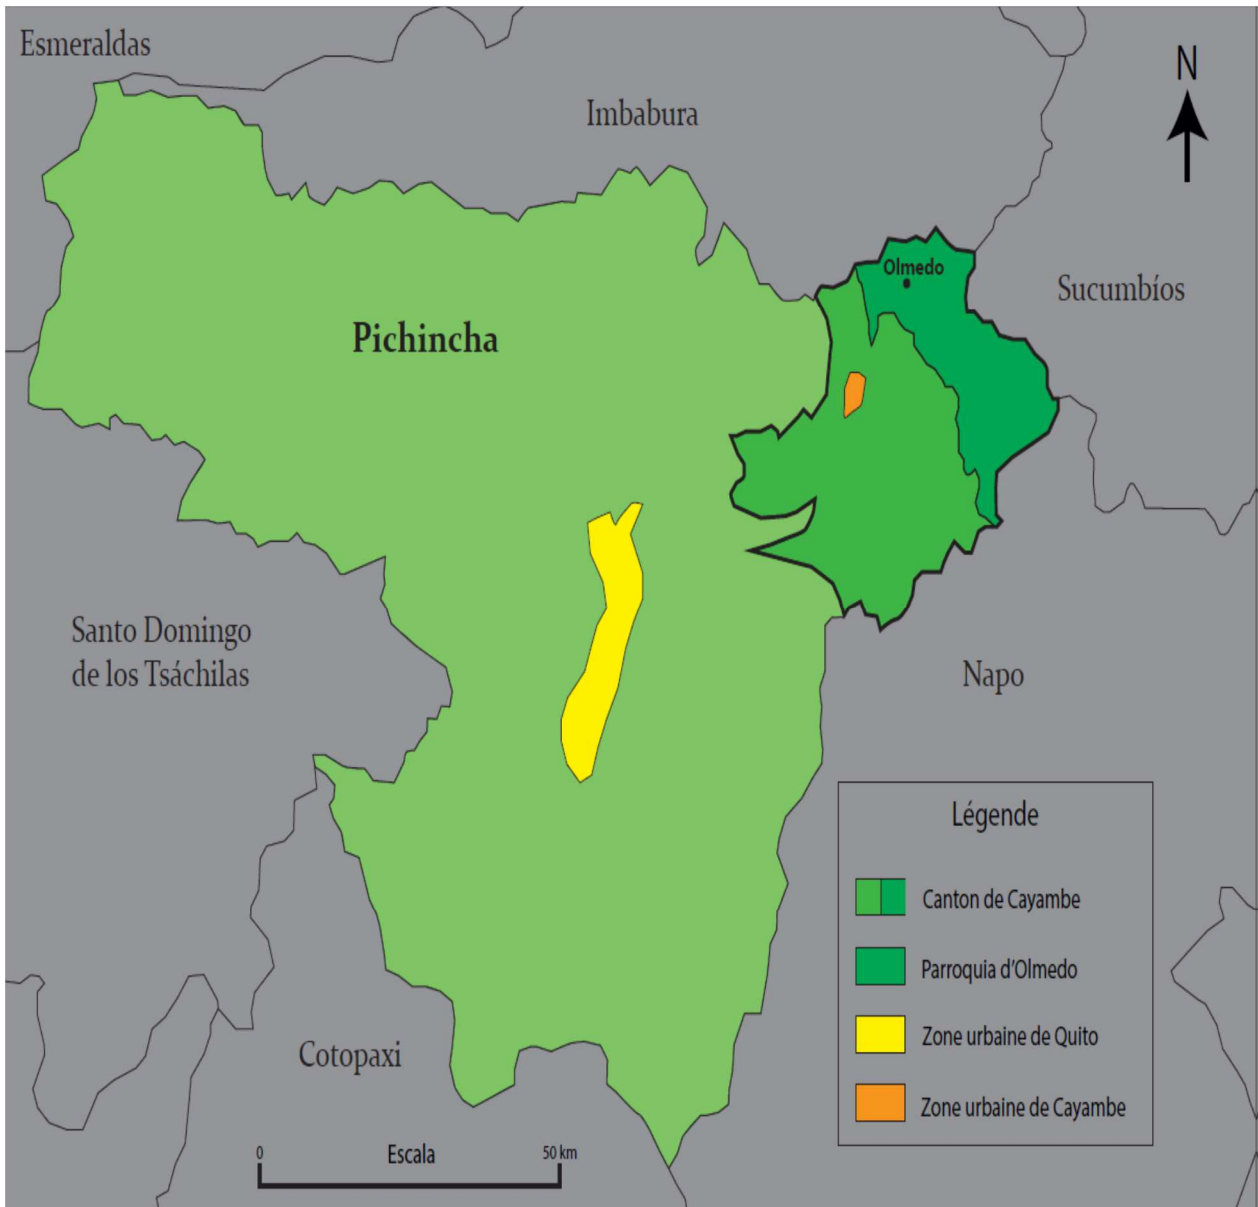 Esmeraldas
Imbabura
N
Olmedo
Sucumbíos
Pichincha
Santo Domingo
de los Tsáchilas
Napo
Légende
Canton de Cayambe
Parroquia d'Olmedo
Zone urbaine de Quito
Zone urbaine de Cayambe
Cotopaxi
0 Escala 50 km